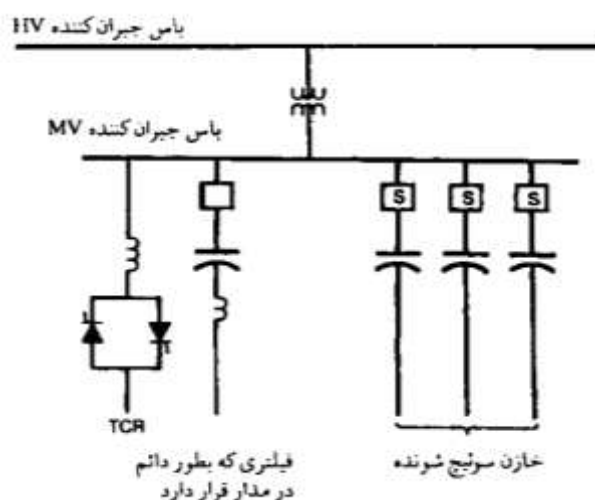 باس جبران کننده HV
باس جبران کننده MV
S
S
S
TCR
فیلتری که بطور دائم
در مدار قرار دارد
خازن سوئیچ شونده